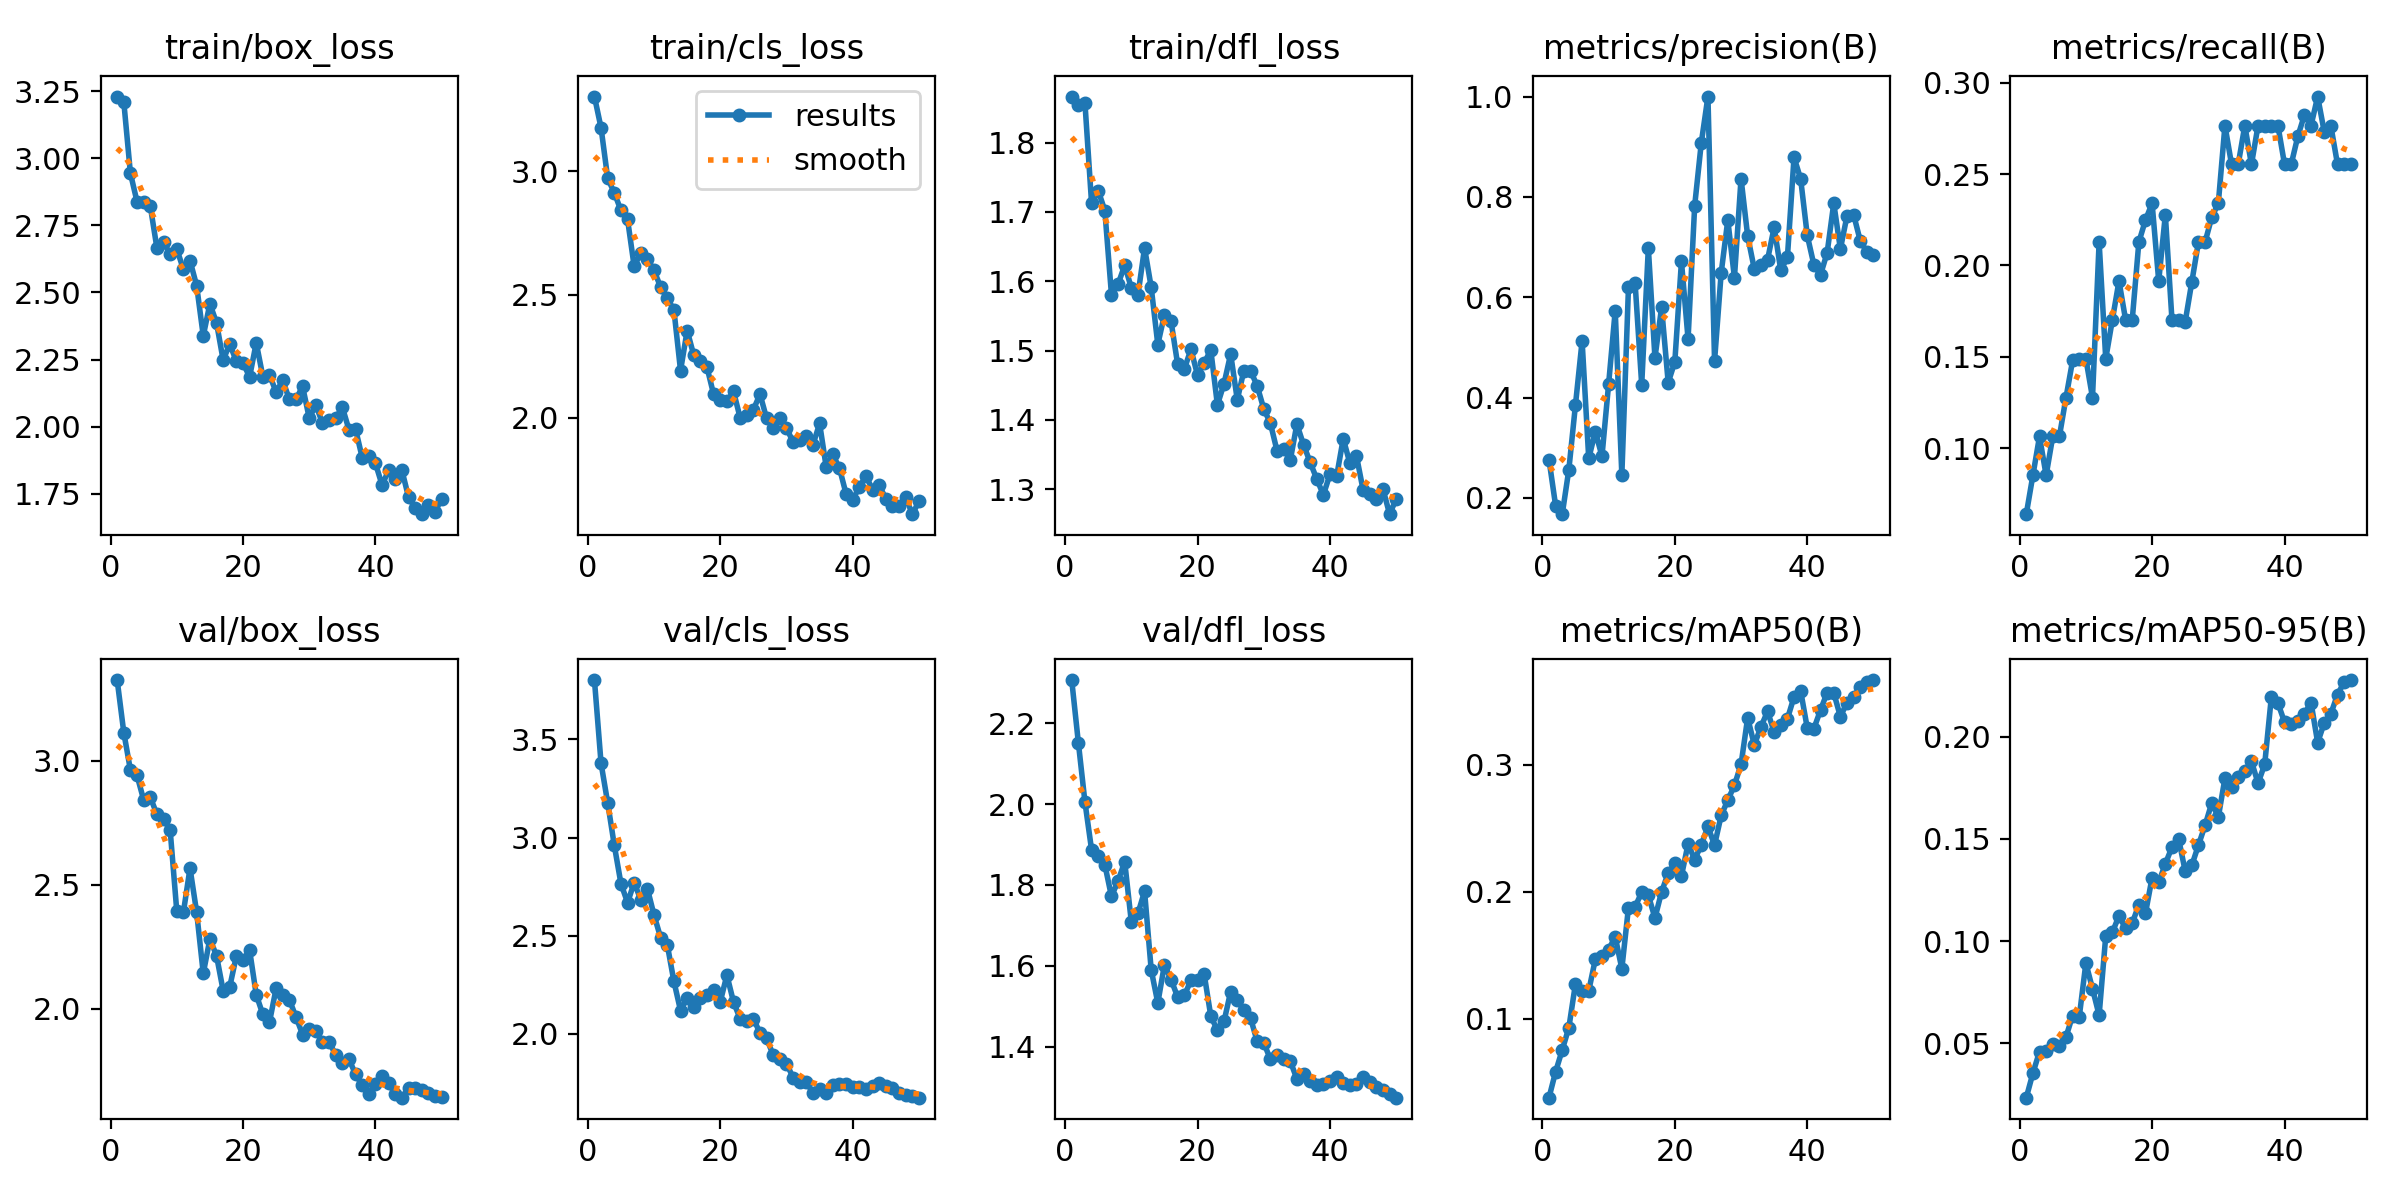 train/box_loss
3.25
3.00
2.75
2.50
2.25
2.00
1.75
0 20 40
train/cls_loss
results
smooth
3.0
2.5
2.0
0 20 40
train/dfl_loss
1.8
1.7
1.6
1.5
1.4
1.3
0 20 40
metrics/precision(B)
1.0
0.8
0.6
0.4
0.2
0 20 40
metrics/recall(B)
0.30
0.25
0.20
0.15
0.10
0 20 40
val/box_loss
3.0
2.5
2.0
0 20 40
val/cls_loss
3.5
3.0
2.5
2.0
0 20 40
val/dfl_loss
2.2
2.0
1.8
1.6
1.4
0 20 40
metrics/mAP50(B)
0.3
0.2
0.1
0 20 40
metrics/mAP50-95(B)
0.20
0.15
0.10
0.05
0 20 40